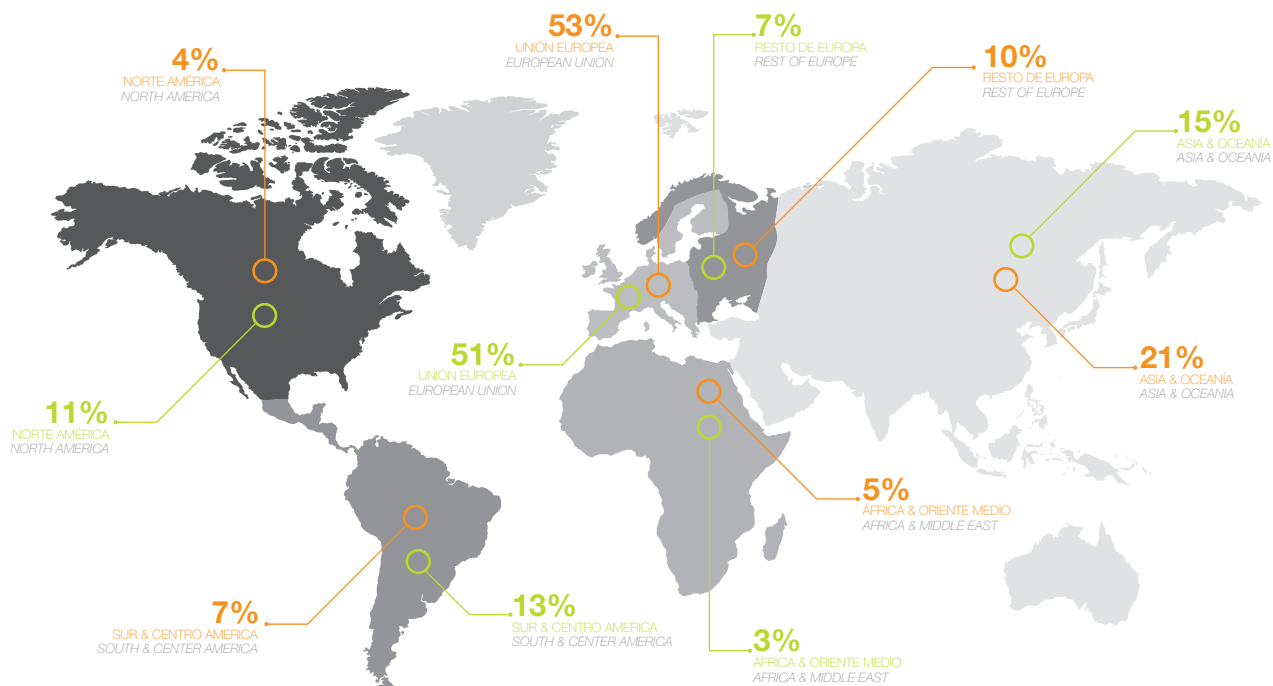 53%
UNIÓN EUROPEA
EUROPEAN UNION
7%
RESTO DE EUROPA
REST OF EUROPE
4%
NORTE AMÉRICA
NORTH AMERICA
10%
RESTO DE EUROPA
REST OF EUROPE
15%
ASIA & OCEANÍA
ASIA & OCEANIA
51%
UNIÓN EUROPEA
EUROPEAN UNION
21%
ASIA & OCEANÍA
ASIA & OCEANIA
11%
NORTE AMÉRICA
NORTH AMERICA
5%
ÁFRICA & ORIENTE MEDIO
AFRICA & MIDDLE EAST
7%
SUR & CENTRO AMERICA
SOUTH & CENTER AMERICA
13%
SUR & CENTRO AMERICA
SOUTH & CENTER AMERICA
3%
ÁFRICA & ORIENTE MEDIO
AFRICA & MIDDLE EAST